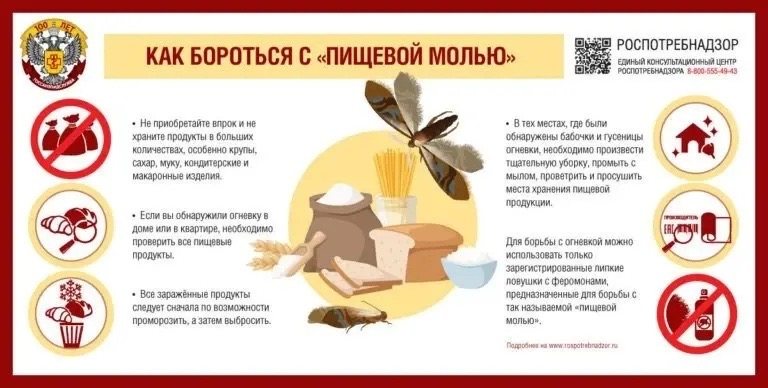 100 ЛЕТ
ГОССАНЭПИДСЛУЖБЕ
КАК БОРОТЬСЯ С «ПИЩЕВОЙ МОЛЬЮ»
РОСПОТРЕБНАДЗОР
ЕДИНЫЙ КОНСУЛЬТАЦИОННЫЙ ЦЕНТР
РОСПОТРЕБНАДЗОРА 8-800-555-49-43
• Не приобретайте впрок и не
храните продукты в больших
количествах, особенно крупы,
сахар, муку, кондитерские и
макаронные изделия.
• Если вы обнаружили огневку в
доме или в квартире, необходимо
проверить все пищевые
продукты.
• Все заражённые продукты
следует сначала по возможности
проморозить, а затем выбросить.
• В тех местах, где были
обнаружены бабочки и гусеницы
огневки, необходимо произвести
тщательную уборку, промыть с
мылом, проветрить и просушить
места хранения пищевой
продукции.
Для борьбы с огневкой можно
использовать только
зарегистрированные липкие
ловушки с феромонами,
предназначенные для борьбы с
так называемой «пищевой
молью».
Подробнее на www.rospotrebnadzor.ru
ПРОИЗВОДИТЕЛЬ
EAC